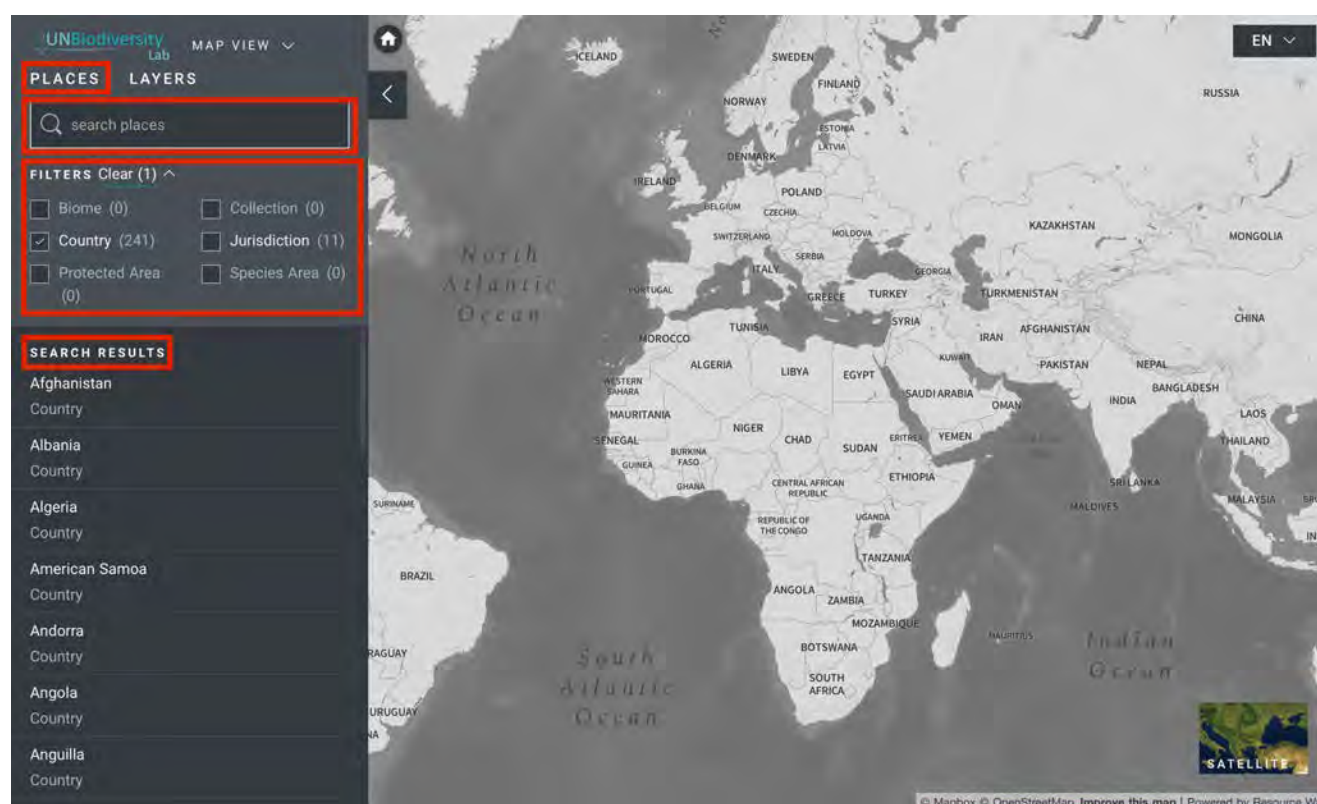 UNBiodiversity
Lab
MAP VIEW
PLACES LAYERS
search places
FILTERS Clear (1)
Biome (0) Collection (0)
Country (241) Jurisdiction (11)
Protected Area Species Area (0)
(0)
SEARCH RESULTS
Afghanistan
Country
Albania
Country
Algeria
Country
American Samoa
Country
Andorra
Country
Angola
Country
Anguilla
Country
EN
ICELAND
SWEDEN
FINLAND
RUSSIA
NORWAY
ESTONIA
LATVIA
DENMARK
IRELAND
POLAND
BELGIUM
CZECHIA
KAZAKHSTAN
SWITZERLAND
MOLDOVA
MONGOLIA
North
Atlantic
Ocean
SERBIA
ITALY
GEORGIA
PORTUGAL
GREECE
TURKEY
TURKMENISTAN
CHINA
SYRIA
TUNISIA
IRAN
AFGHANISTAN
MOROCCO
KUWAIT
PAKISTAN
NEPAL
ALGERIA
LIBYA
EGYPT
WESTERN
SAHARA
SAUDI ARABIA
OMAN
INDIA
BANGLADESH
LAOS
MAURITANIA
NIGER
CHAD
SUDAN
ERITREA
YEMEN
THAILAND
SENEGAL
BURKINA
FASO
GUINEA
GHANA
CENTRAL AFRICAN
REPUBLIC
ETHIOPIA
SRI LANKA
MALDIVES
MALAYSIA
SURINAME
REPUBLIC OF
THE CONGO
UGANDA
TANZANIA
BRAZIL
ANGOLA
ZAMBIA
MOZAMBIQUE
MAURITIUS
BOTSWANA
Indian
Ocean
RAGUAY
South
Atlantic
Ocean
SOUTH
AFRICA
URUGUAY
NA
SATELLITE
© Mapbox © OpenStreetMap Improve this map | Powered by Resource W